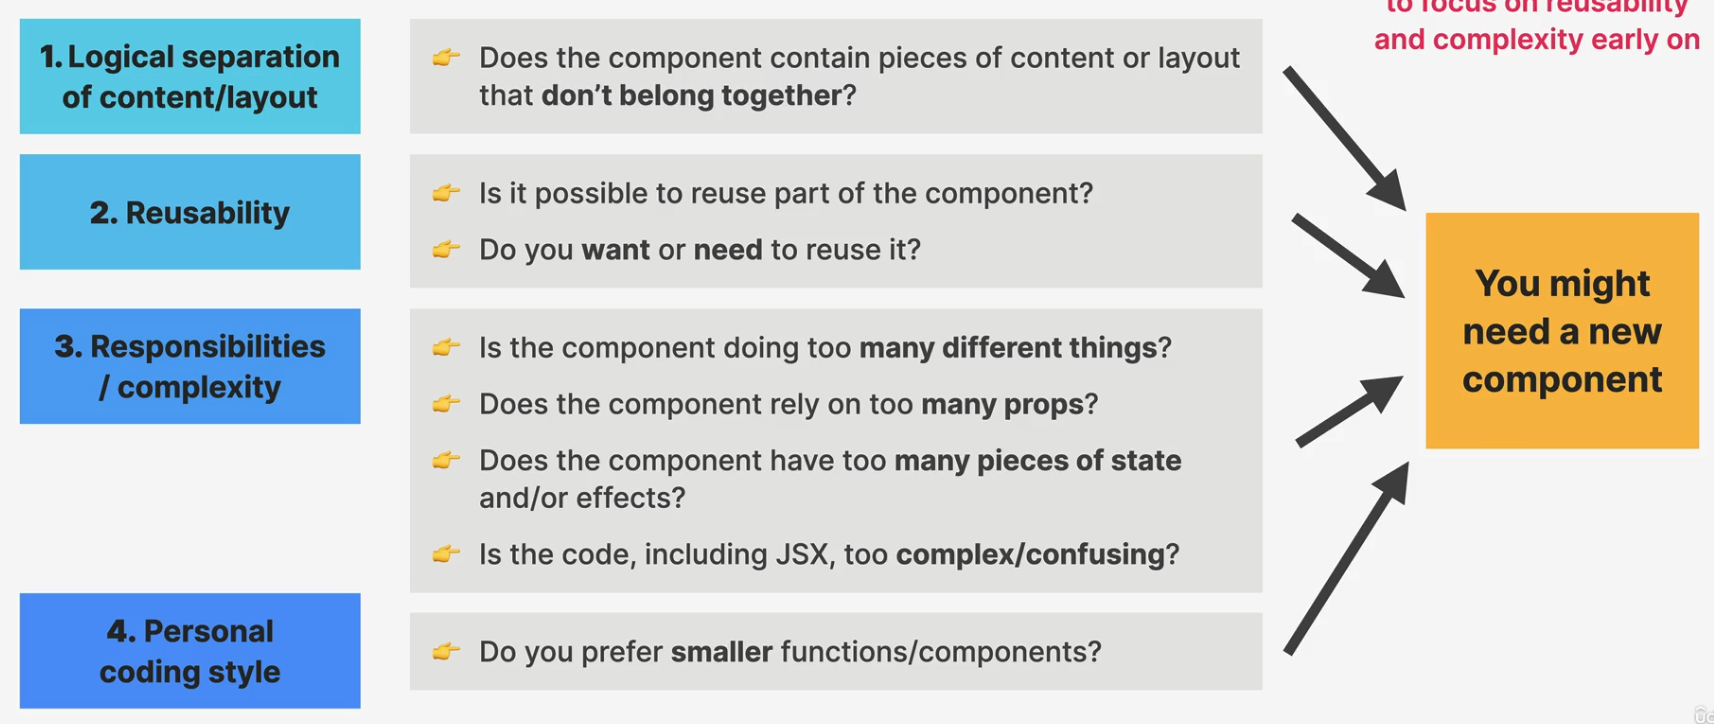 to focus on reusability
and complexity early on
1. Logical separation
of content/layout
Does the component contain pieces of content or layout
that don’t belong together?
2. Reusability
Is it possible to reuse part of the component?
Do you want or need to reuse it?
3. Responsibilities
/ complexity
Is the component doing too many different things?
Does the component rely on too many props?
Does the component have too many pieces of state
and/or effects?
Is the code, including JSX, too complex/confusing?
4. Personal
coding style
Do you prefer smaller functions/components?
You might
need a new
component